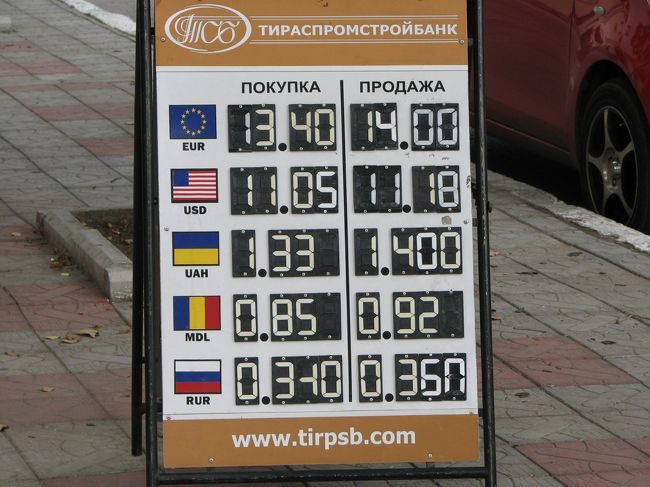 ТСБ ТИРАСПРОМСТРОЙБАНК
ПОКУПКА ПРОДАЖА
EUR 13.40 14.00
USD 11.05 11.18
UAH 1.33 1.400
MDL 0.85 0.92
RUR 0.340 0.350
www.tirpsb.com